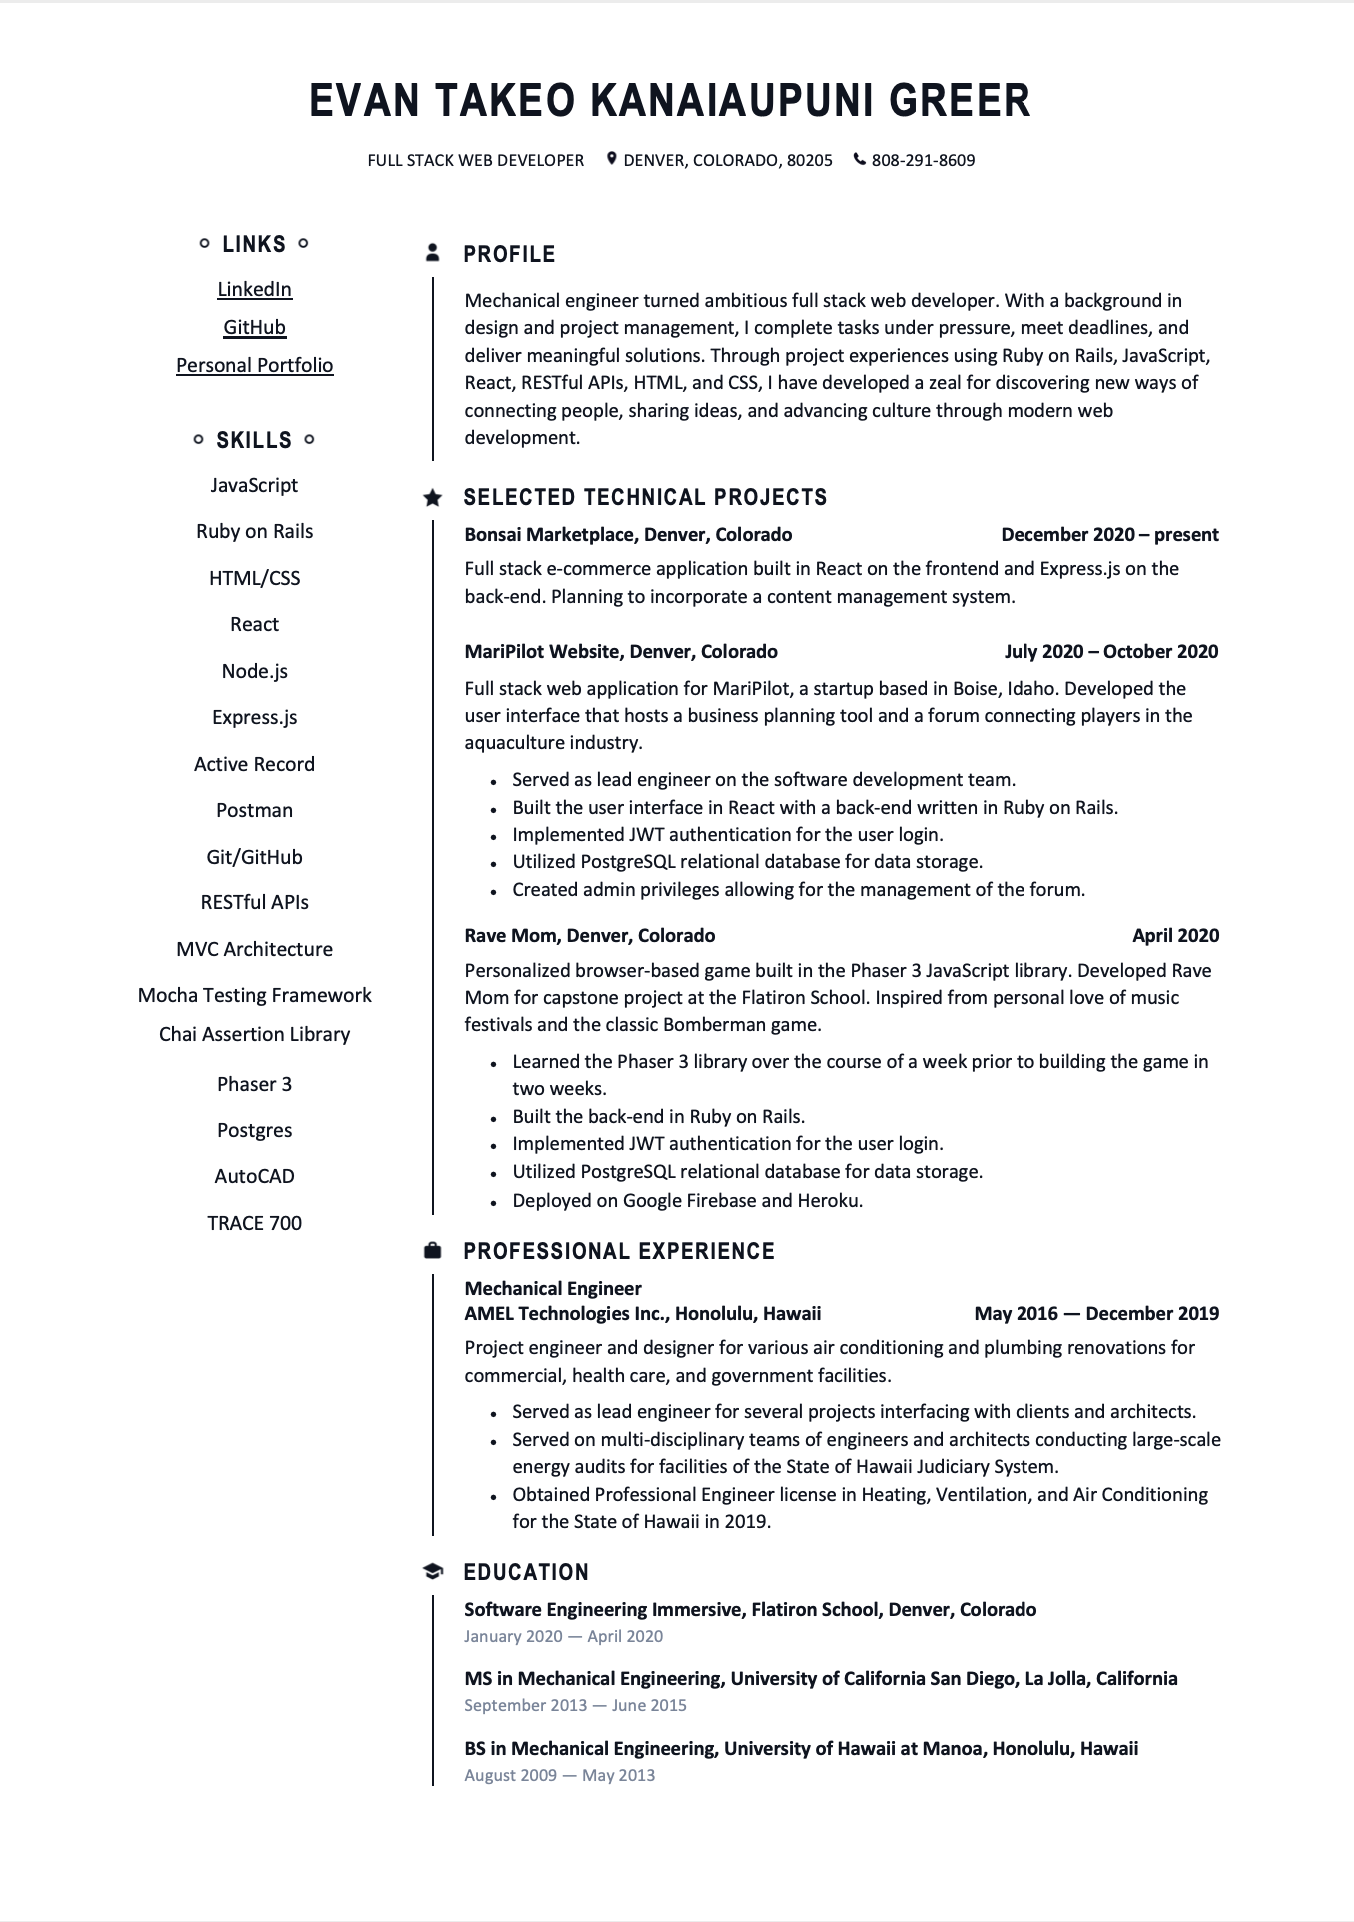 EVAN TAKEO KANAIAUPUNI GREER
FULL STACK WEB DEVELOPER DENVER, COLORADO, 80205 808-291-8609
LINKS
LinkedIn
GitHub
Personal Portfolio
SKILLS
JavaScript
Ruby on Rails
HTML/CSS
React
Node.js
Express.js
Active Record
Postman
Git/GitHub
RESTful APIs
MVC Architecture
Mocha Testing Framework
Chai Assertion Library
Phaser 3
Postgres
AutoCAD
TRACE 700
PROFILE
Mechanical engineer turned ambitious full stack web developer. With a background in
design and project management, I complete tasks under pressure, meet deadlines, and
deliver meaningful solutions. Through project experiences using Ruby on Rails, JavaScript,
React, RESTful APIs, HTML, and CSS, I have developed a zeal for discovering new ways of
connecting people, sharing ideas, and advancing culture through modern web
development.
SELECTED TECHNICAL PROJECTS
Bonsai Marketplace, Denver, Colorado December 2020 – present
Full stack e-commerce application built in React on the frontend and Express.js on the
back-end. Planning to incorporate a content management system.
MariPilot Website, Denver, Colorado July 2020 – October 2020
Full stack web application for MariPilot, a startup based in Boise, Idaho. Developed the
user interface that hosts a business planning tool and a forum connecting players in the
aquaculture industry.
• Served as lead engineer on the software development team.
• Built the user interface in React with a back-end written in Ruby on Rails.
• Implemented JWT authentication for the user login.
• Utilized PostgreSQL relational database for data storage.
• Created admin privileges allowing for the management of the forum.
Rave Mom, Denver, Colorado April 2020
Personalized browser-based game built in the Phaser 3 JavaScript library. Developed Rave
Mom for capstone project at the Flatiron School. Inspired from personal love of music
festivals and the classic Bomberman game.
• Learned the Phaser 3 library over the course of a week prior to building the game in
two weeks.
• Built the back-end in Ruby on Rails.
• Implemented JWT authentication for the user login.
• Utilized PostgreSQL relational database for data storage.
• Deployed on Google Firebase and Heroku.
PROFESSIONAL EXPERIENCE
Mechanical Engineer
AMEL Technologies Inc., Honolulu, Hawaii May 2016 — December 2019
Project engineer and designer for various air conditioning and plumbing renovations for
commercial, health care, and government facilities.
• Served as lead engineer for several projects interfacing with clients and architects.
• Served on multi-disciplinary teams of engineers and architects conducting large-scale
energy audits for facilities of the State of Hawaii Judiciary System.
• Obtained Professional Engineer license in Heating, Ventilation, and Air Conditioning
for the State of Hawaii in 2019.
EDUCATION
Software Engineering Immersive, Flatiron School, Denver, Colorado
January 2020 — April 2020
MS in Mechanical Engineering, University of California San Diego, La Jolla, California
September 2013 — June 2015
BS in Mechanical Engineering, University of Hawaii at Manoa, Honolulu, Hawaii
August 2009 — May 2013